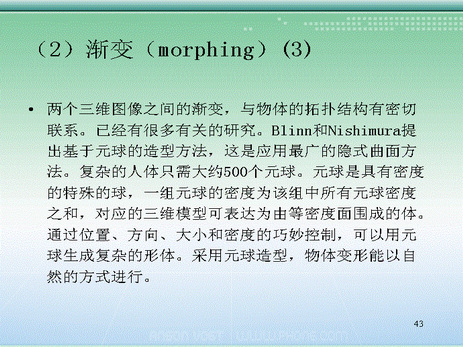 （2）渐变（morphing）(3)
• 两个三维图像之间的渐变，与物体的拓扑结构有密切
联系。已经有很多有关的研究。Blinn和Nishimura提
出基于元球的造型方法，这是应用最广的隐式曲面方
法。复杂的人体只需大约500个元球。元球是具有密度
的特殊的球，一组元球的密度为该组中所有元球密度
之和，对应的三维模型可表达为由等密度面围成的体。
通过位置、方向、大小和密度的巧妙控制，可以用元
球生成复杂的形体。采用元球造型，物体变形能以自
然的方式进行。
43